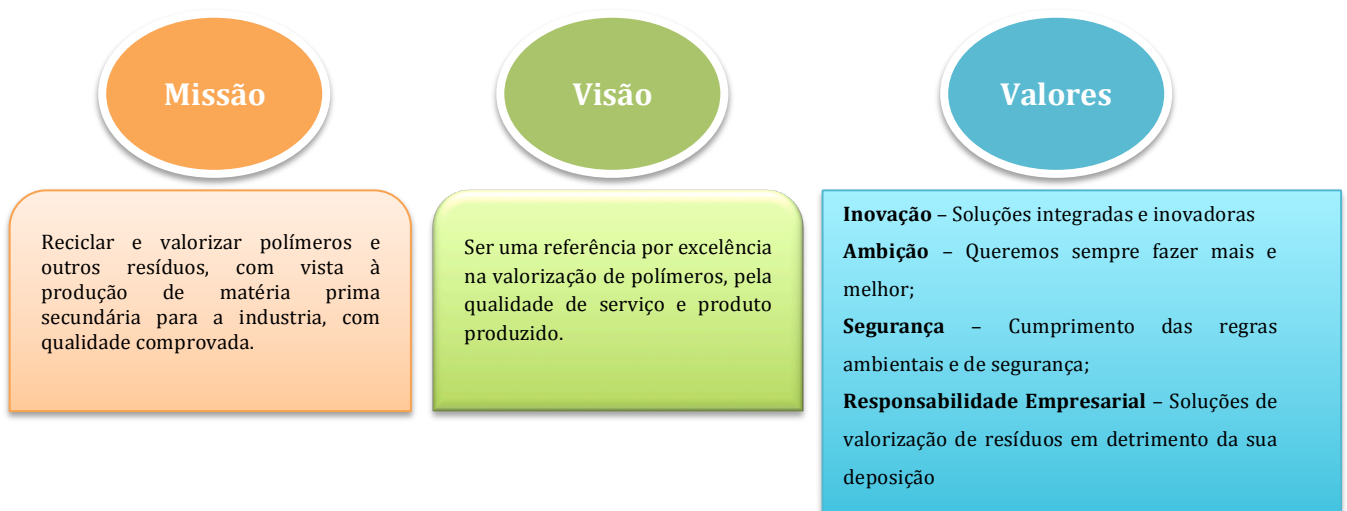 Missão
Reciclar e valorizar polímeros e
outros resíduos, com vista à
produção de matéria prima
secundária para a industria, com
qualidade comprovada.
Visão
Ser uma referência por excelência
na valorização de polímeros, pela
qualidade de serviço e produto
produzido.
Valores
Inovação – Soluções integradas e inovadoras
Ambição – Queremos sempre fazer mais e
melhor;
Segurança – Cumprimento das regras
ambientais e de segurança;
Responsabilidade Empresarial – Soluções de
valorização de resíduos em detrimento da sua
deposição